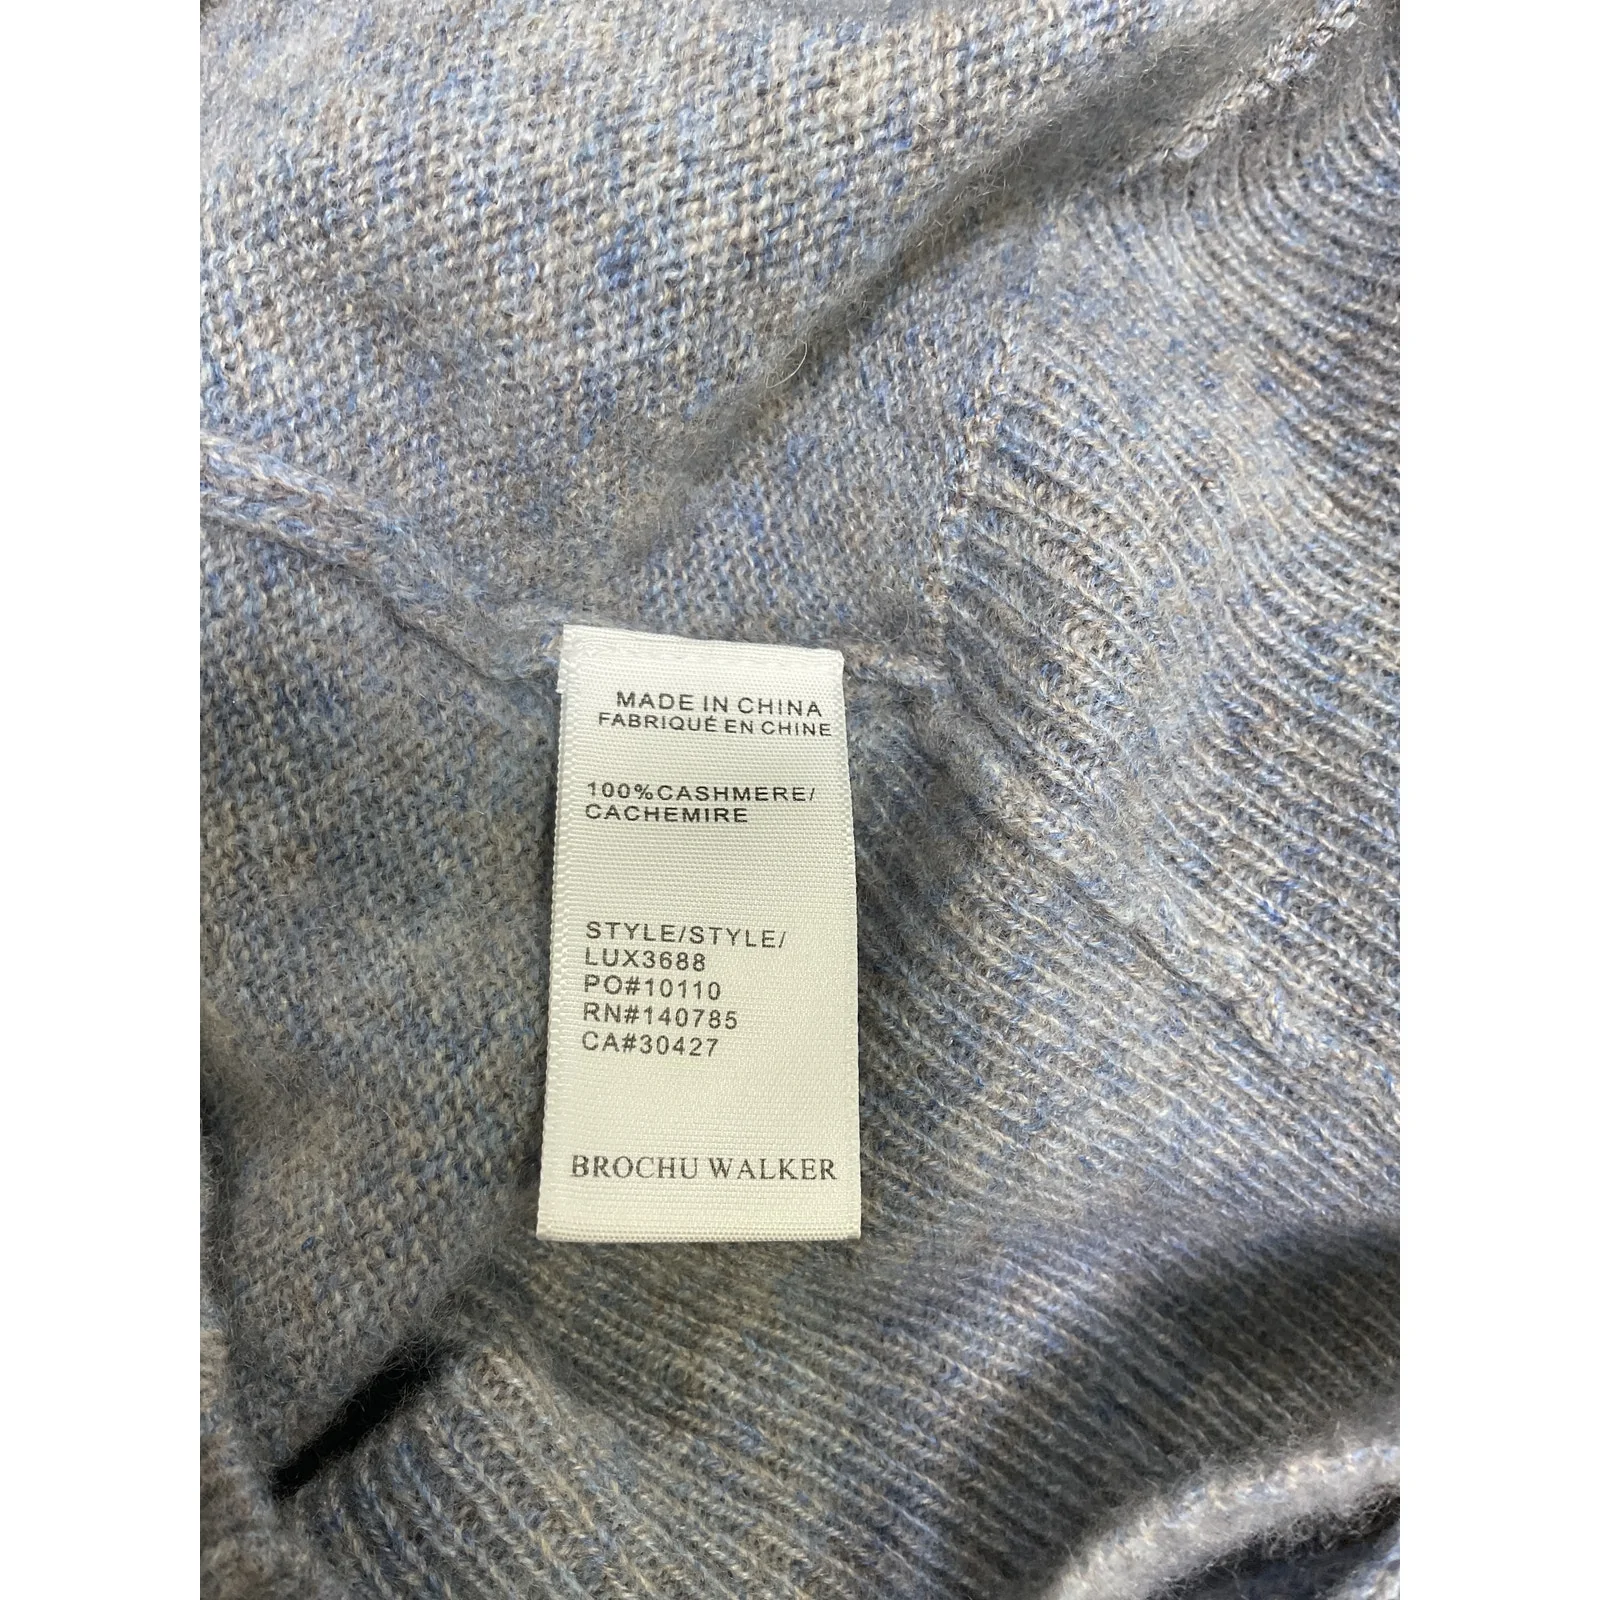 MADE IN CHINA
FABRIQUÉ EN CHINE
100%CASHMERE/
CACHEMIRE
STYLE/STYLE/
LUX3688
PO#10110
RN#140785
CA#30427
BROCHU WALKER